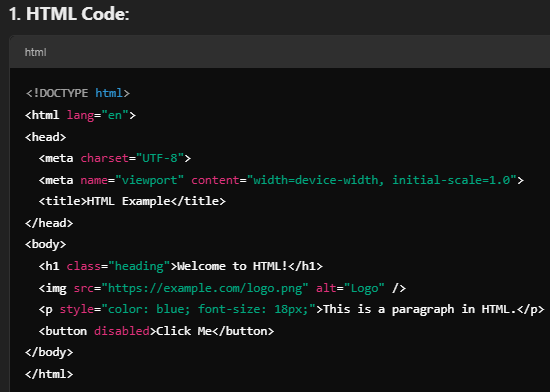 1. HTML Code:
html
<!DOCTYPE html>
<html lang="en">
<head>
  <meta charset="UTF-8">
  <meta name="viewport" content="width=device-width, initial-scale=1.0">
  <title>HTML Example</title>
</head>
<body>
  <h1 class="heading">Welcome to HTML!</h1>
  <img src="https://example.com/logo.png" alt="Logo" />
  <p style="color: blue; font-size: 18px;">This is a paragraph in HTML.</p>
  <button disabled>Click Me</button>
</body>
</html>